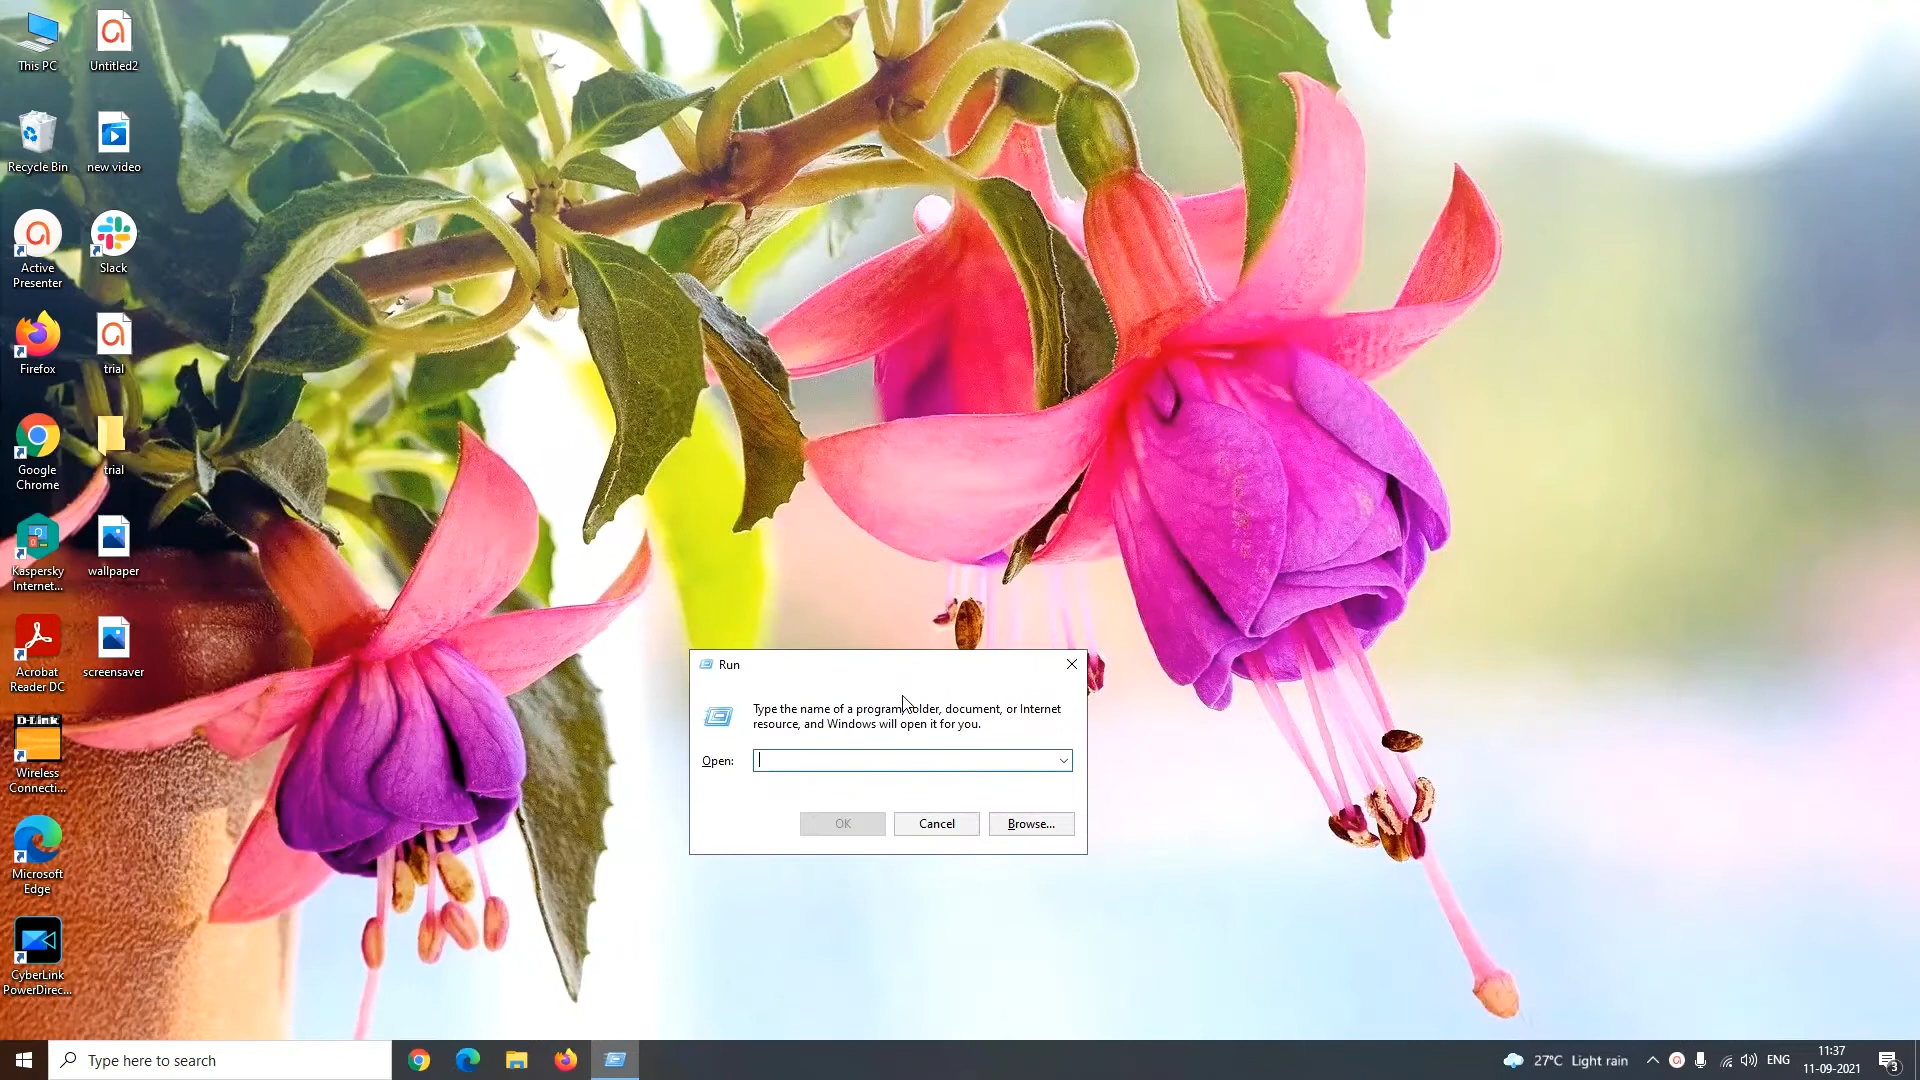 This PC
Untitled2
Recycle Bin
new video
Active
Presenter
Slack
Firefox
trial
Google
Chrome
trial
Kaspersky
Internet...
wallpaper
Acrobat
Reader DC
screensaver
D-Link
Wireless
Connecti...
Microsoft
Edge
CyberLink
PowerDirec...
Run
Type the name of a program, folder, document, or Internet
resource, and Windows will open it for you.
Open:
OK
Cancel
Browse...
Type here to search
27°C Light rain
ENG
11:37
11-09-2021
3